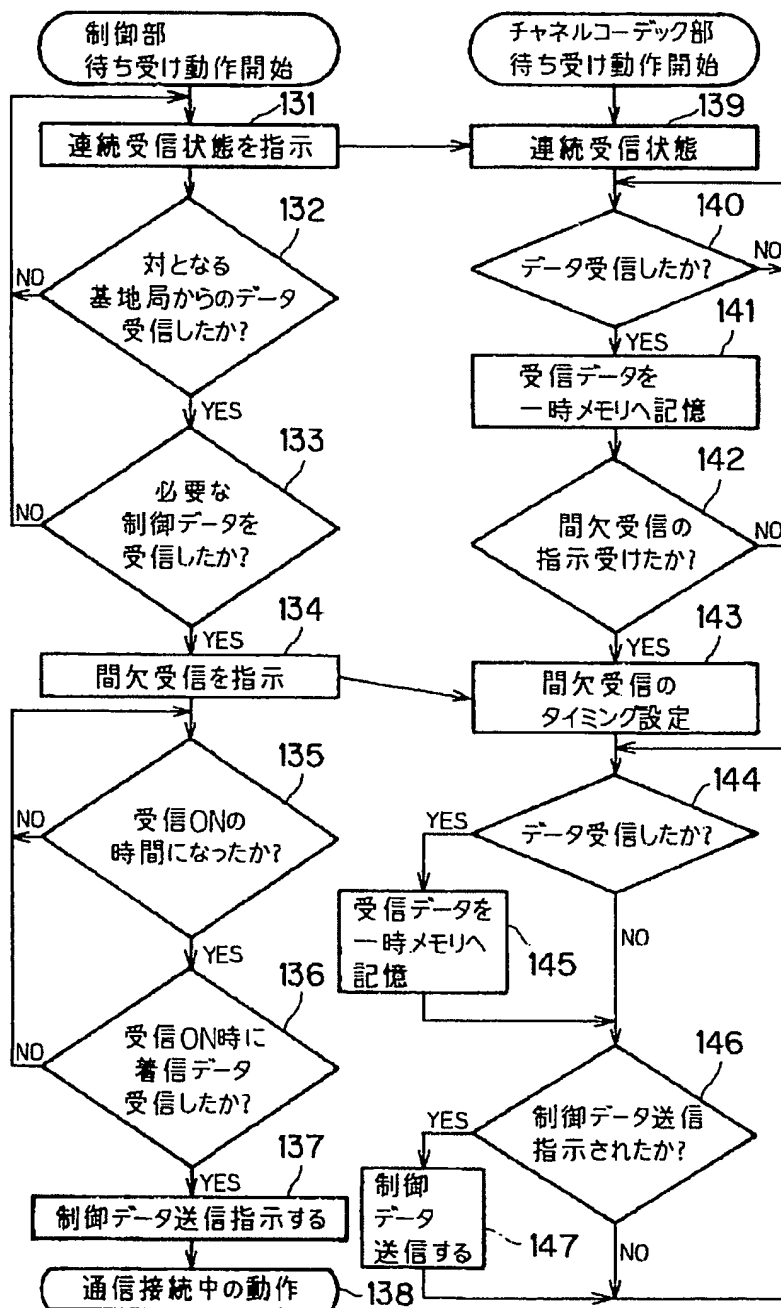 制御部
待ち受け動作開始
131
連続受信状態を指示
132
対となる
基地局からのデータ
受信したか?
NO
YES
133
必要な
制御データを
受信したか?
NO
YES
134
間欠受信を指示
135
受信ONの
時間になったか?
NO
YES
136
受信ON時に
着信データ
受信したか?
NO
YES
137
制御データ送信指示する
通信接続中の動作
138
チャネルコーデック部
待ち受け動作開始
139
連続受信状態
140
データ受信したか?
NO
YES
141
受信データを
一時メモリへ記憶
142
間欠受信の
指示受けたか?
NO
YES
143
間欠受信の
タイミング設定
144
データ受信したか?
YES
受信データを
一時メモリへ
記憶
145
NO
146
制御データ送信
指示されたか?
YES
制御
データ
送信する
147
NO